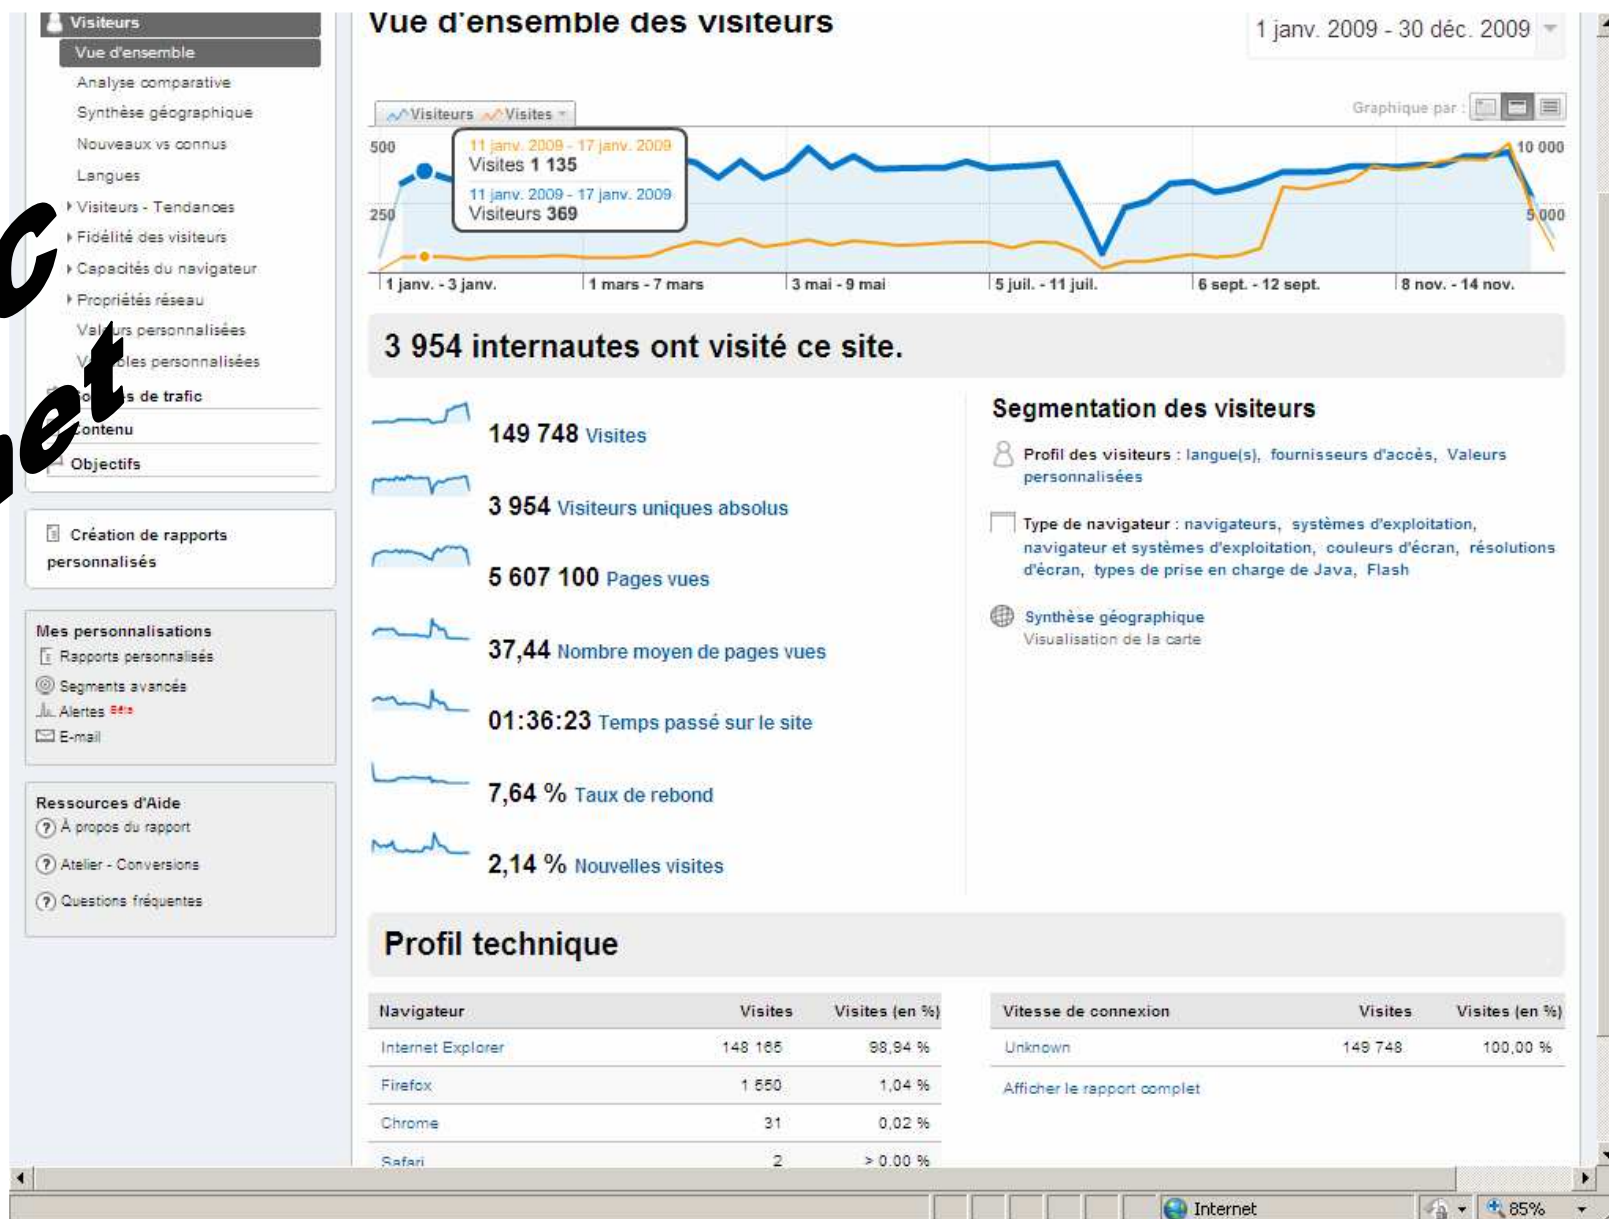 Visiteurs
Vue d'ensemble
Analyse comparative
Synthèse géographique
Nouveaux vs connus
Langues
Visiteurs - Tendances
Fidélité des visiteurs
Capacités du navigateur
Propriétés réseau
personnalisées
personnalisées
de trafic
Contenu
Objectifs
Création de rapports
personnalisés
Mes personnalisations
Rapports personnalisés
Segments avancés
Alertes Bêta
E-mail
Ressources d'Aide
À propos du rapport
Atelier - Conversions
Questions fréquentes
Vue d'ensemble des visiteurs
1 janv. 2009 - 30 déc. 2009
Visiteurs Visites
Graphique par :
500
10 000
250
5 000
11 janv. 2009 - 17 janv. 2009
Visites 1 135
11 janv. 2009 - 17 janv. 2009
Visiteurs 369
1 janv. - 3 janv. 1 mars - 7 mars 3 mai - 9 mai 5 juil. - 11 juil. 6 sept. - 12 sept. 8 nov. - 14 nov.
3 954 internautes ont visité ce site.
149 748 Visites
3 954 Visiteurs uniques absolus
5 607 100 Pages vues
37,44 Nombre moyen de pages vues
01:36:23 Temps passé sur le site
7,64 % Taux de rebond
2,14 % Nouvelles visites
Segmentation des visiteurs
Profil des visiteurs : langue(s), fournisseurs d'accès, Valeurs
personnalisées
Type de navigateur : navigateurs, systèmes d'exploitation,
navigateur et systèmes d'exploitation, couleurs d'écran, résolutions
d'écran, types de prise en charge de Java, Flash
Synthèse géographique
Visualisation de la carte
Profil technique
Navigateur Visites Visites (en %)
Internet Explorer 148 165 98,94 %
Firefox 1 550 1,04 %
Chrome 31 0,02 %
Safari 2 > 0.00 %
Vitesse de connexion Visites Visites (en %)
Unknown 149 748 100,00 %
Afficher le rapport complet
Internet
85%